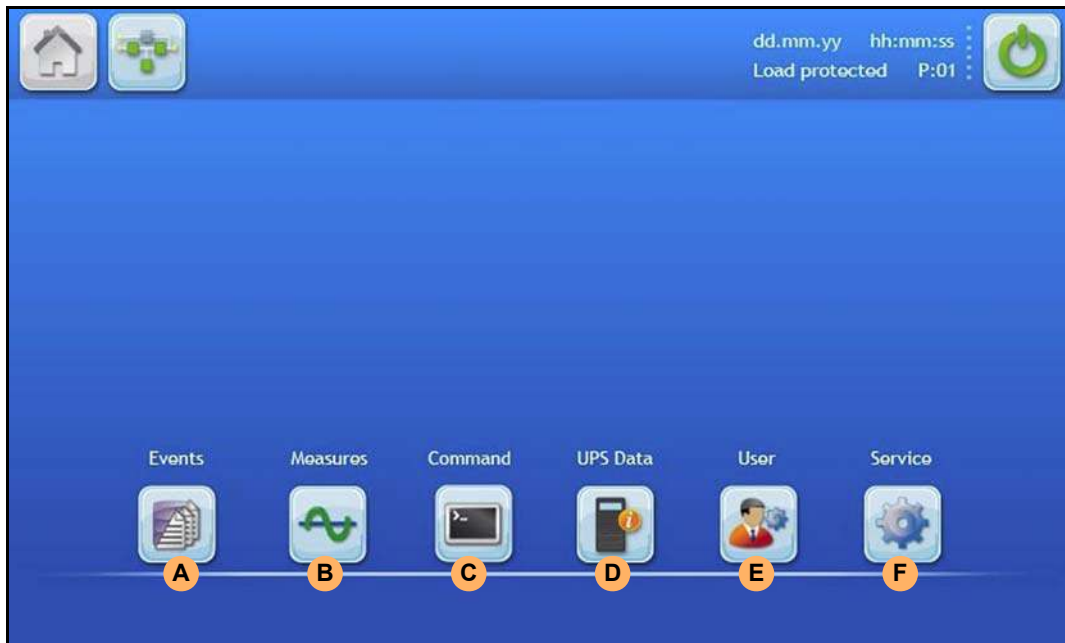 dd.mm.yy hh:mm:ss
Load protected P:01
Events Measures Command UPS Data User Service
>_
i
A B C D E F